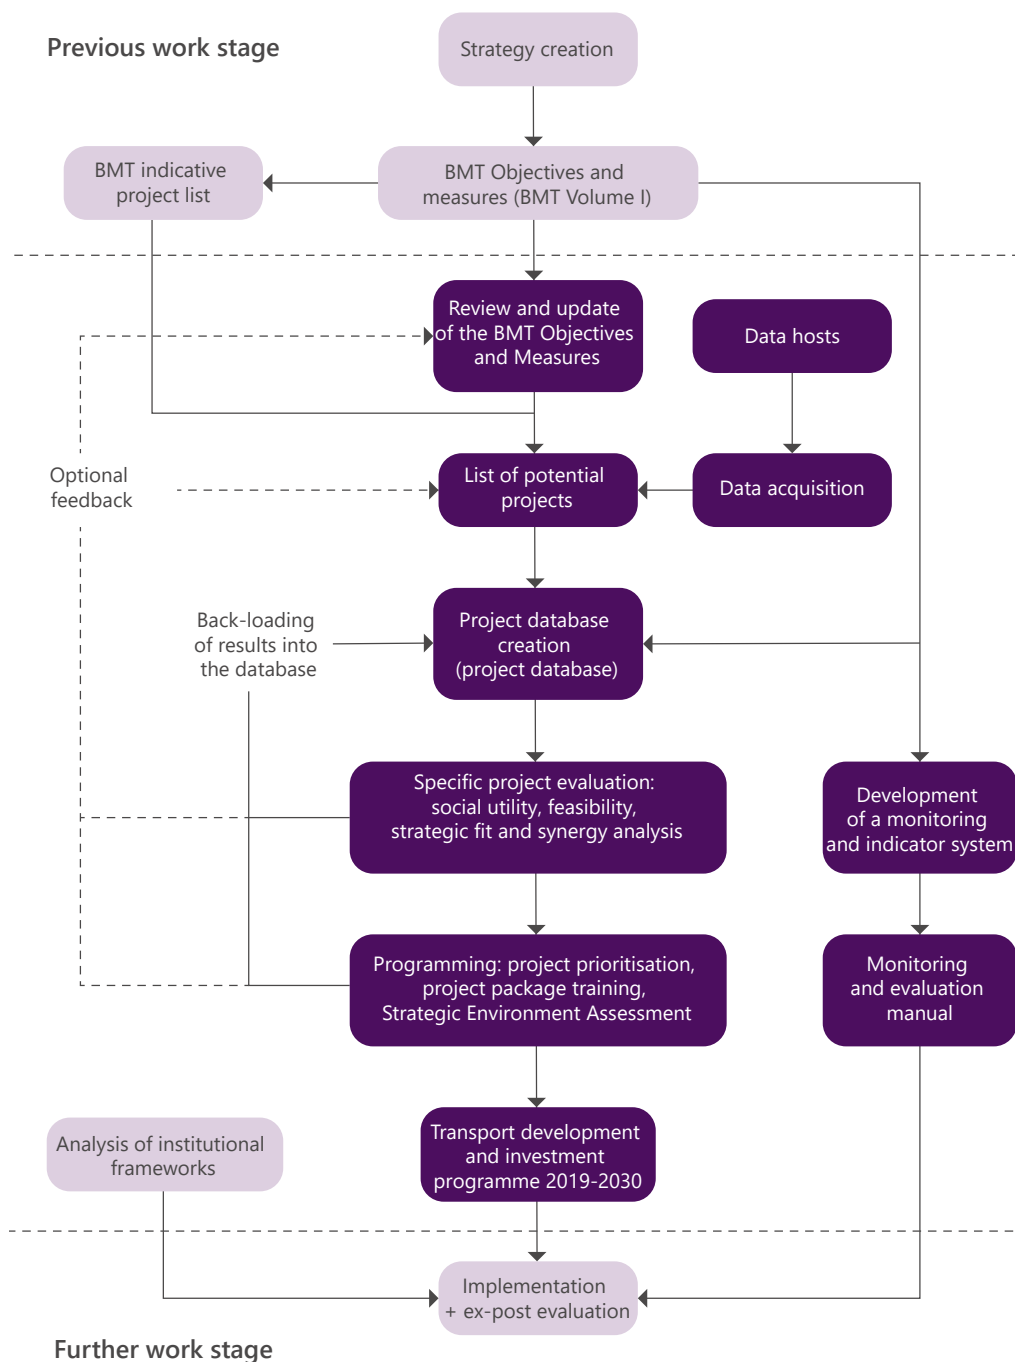 Previous work stage
Strategy creation
BMT indicative
project list
BMT Objectives and
measures (BMT Volume I)
Review and update
of the BMT Objectives
and Measures
Data hosts
Optional
feedback
List of potential
projects
Data acquisition
Back-loading
of results into
the database
Project database
creation
(project database)
Specific project evaluation:
social utility, feasibility,
strategic fit and synergy analysis
Development
of a monitoring
and indicator system
Programming: project prioritisation,
project package training,
Strategic Environment Assessment
Monitoring
and evaluation
manual
Analysis of institutional
frameworks
Transport development
and investment
programme 2019-2030
Implementation
+ ex-post evaluation
Further work stage